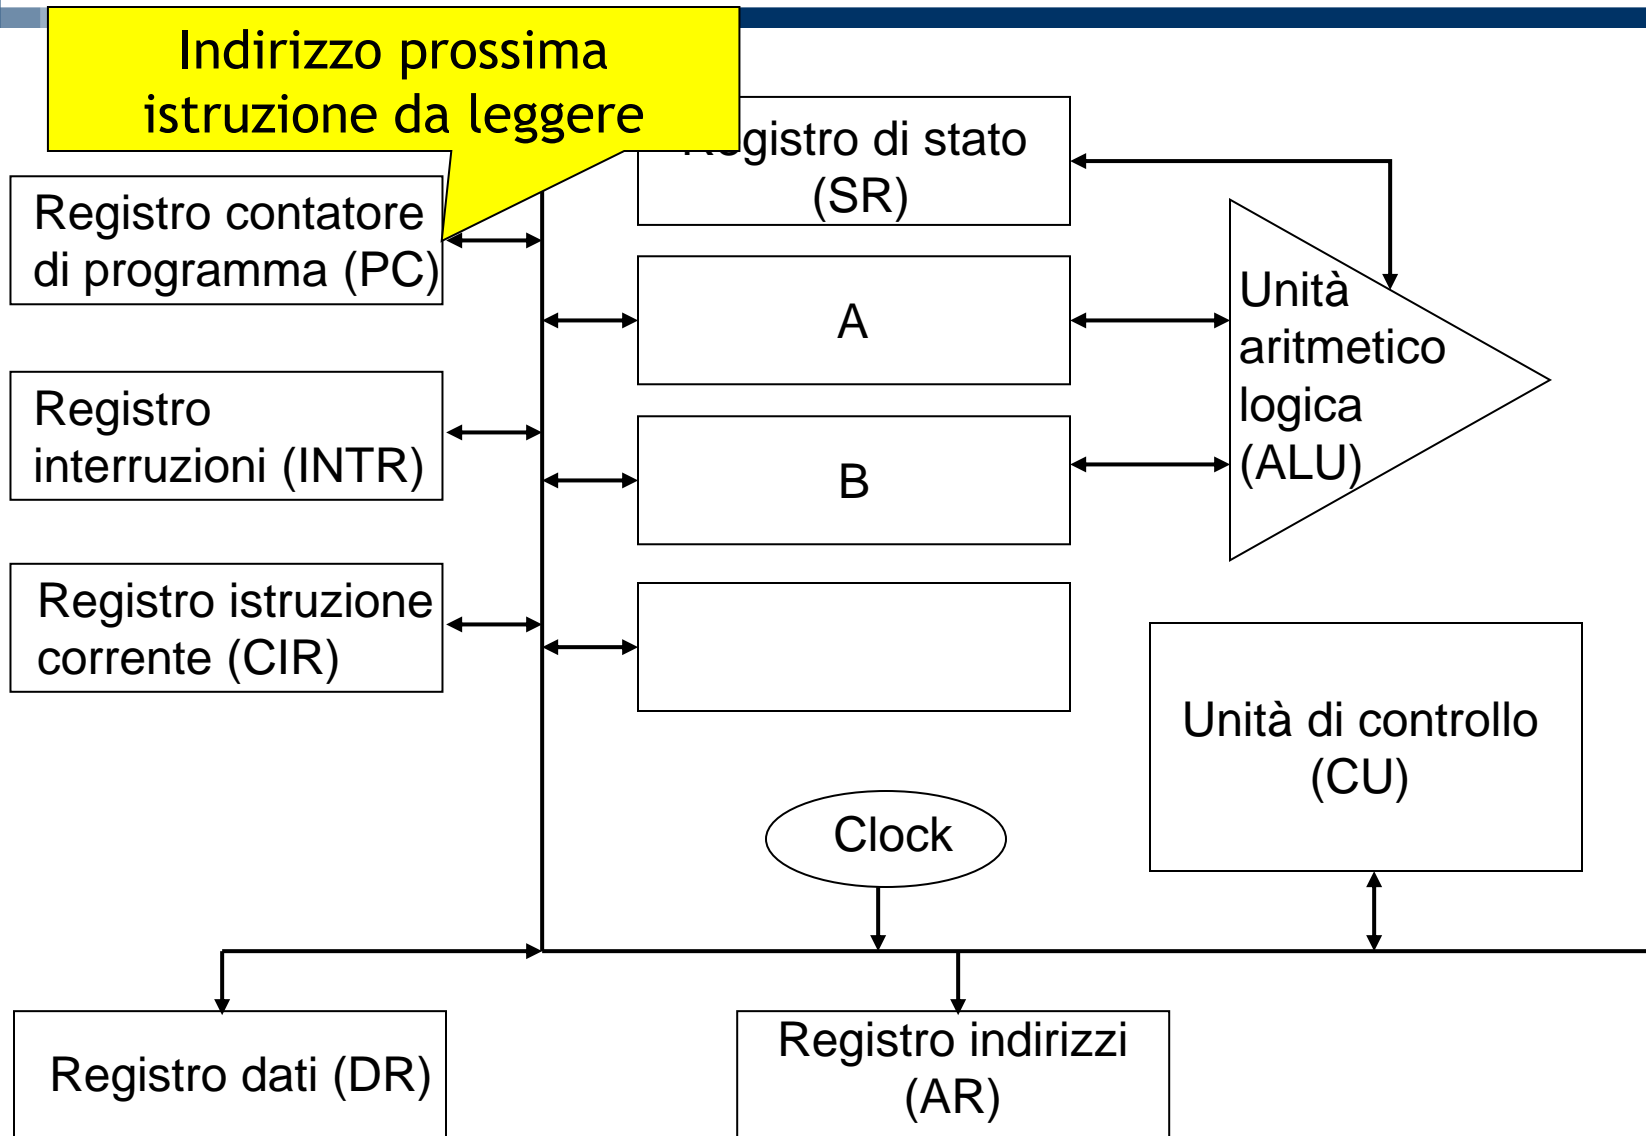 Indirizzo prossima
istruzione da leggere
gistro di stato
(SR)
Registro contatore
di programma (PC)
A
Unità
aritmetico
logica
(ALU)
Registro
interruzioni (INTR)
B
Registro istruzione
corrente (CIR)
Unità di controllo
(CU)
Clock
Registro dati (DR)
Registro indirizzi
(AR)